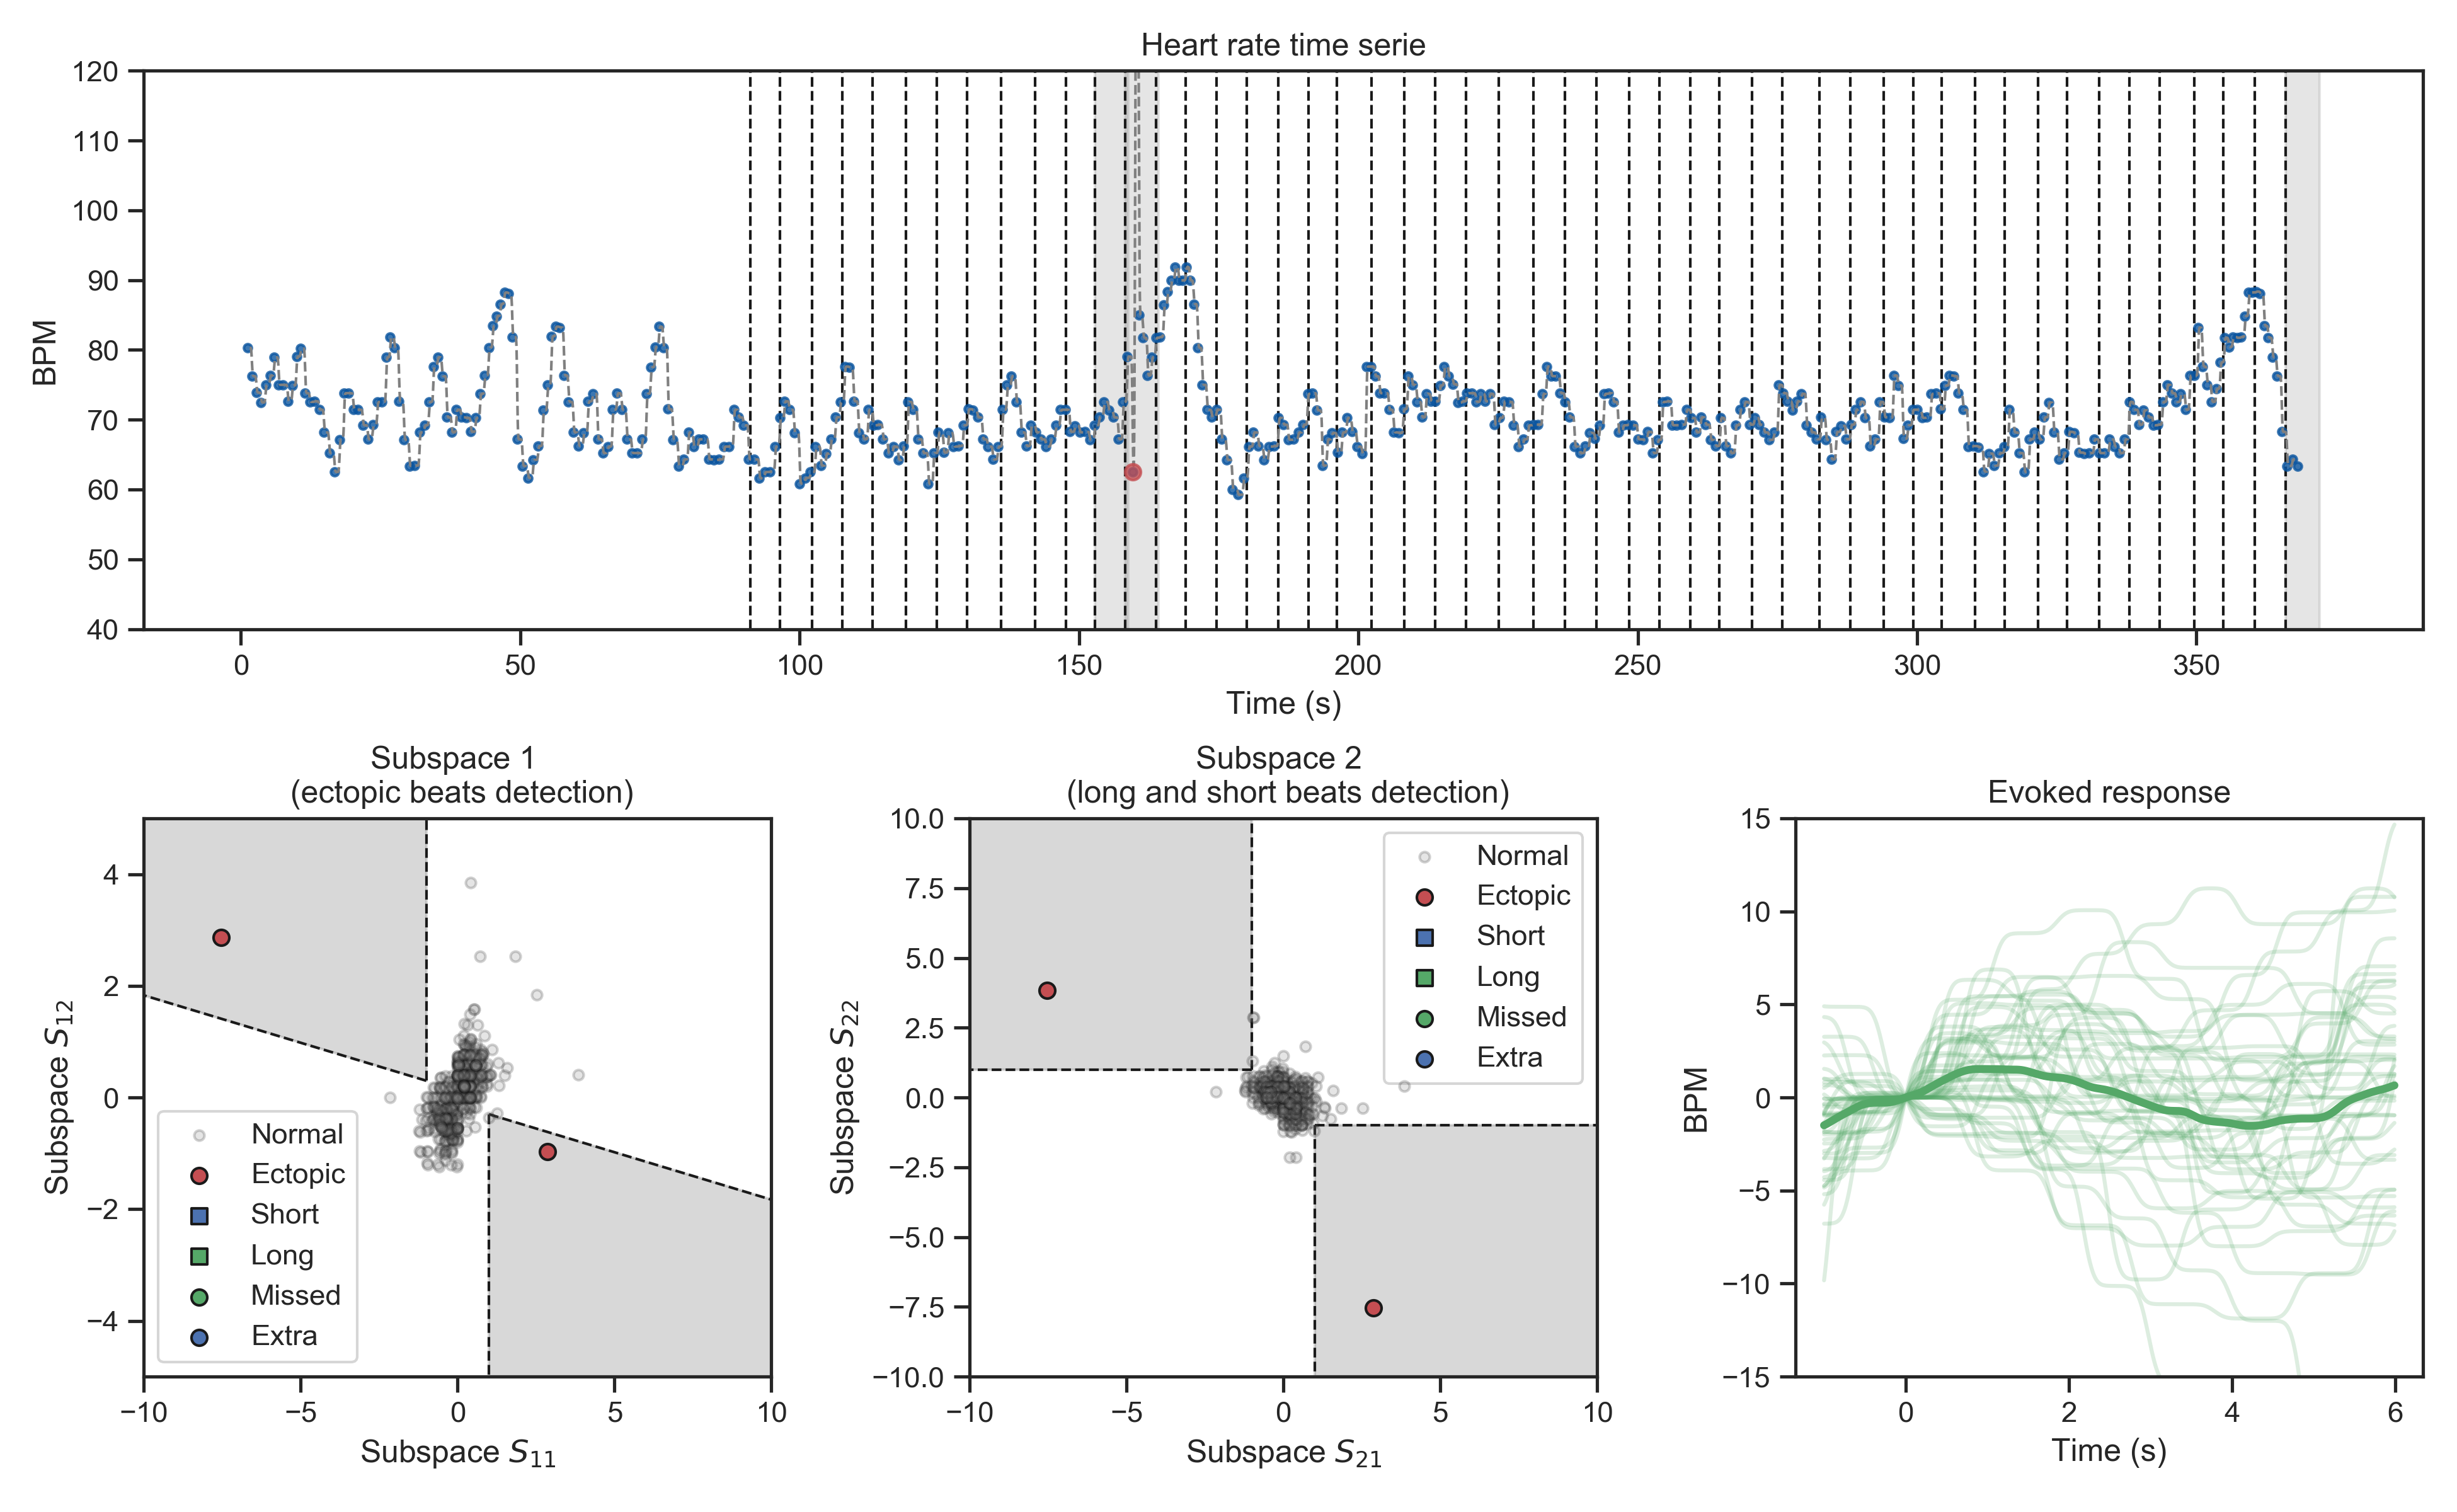 Heart rate time serie
120
110
100
90
80
70
60
50
40
BPM
0 50 100 150 200 250 300 350
Time (s)
Subspace 1
(ectopic beats detection)
4
2
0
−2
−4
Subspace S12
Normal
Ectopic
Short
Long
Missed
Extra
−10 −5 0 5 10
Subspace S11
Subspace 2
(long and short beats detection)
10.0
7.5
5.0
2.5
0.0
−2.5
−5.0
−7.5
−10.0
Subspace S22
Normal
Ectopic
Short
Long
Missed
Extra
−10 −5 0 5 10
Subspace S21
Evoked response
15
10
5
0
−5
−10
−15
BPM
0 2 4 6
Time (s)